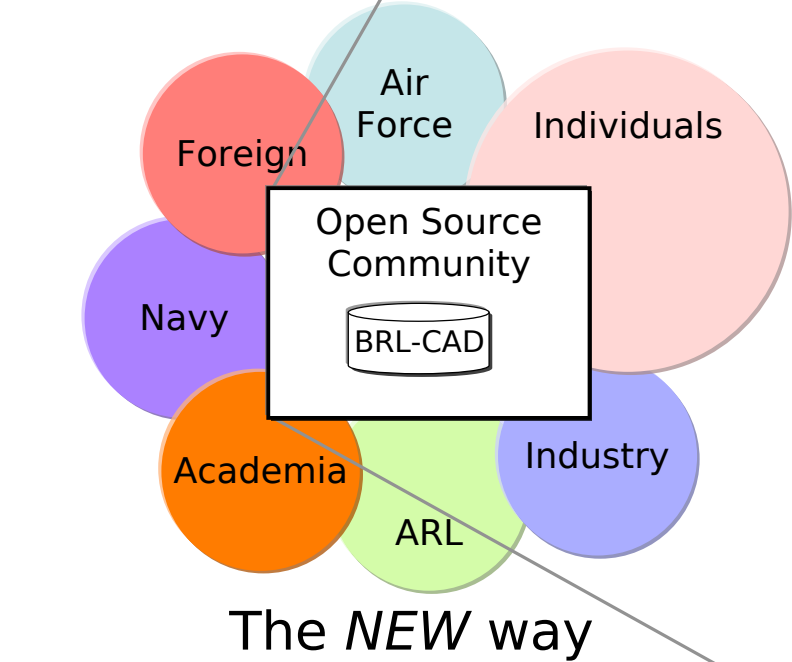 Air
Force
Individuals
Foreign
Open Source
Community
Navy
BRL-CAD
Academia
Industry
ARL
The NEW way